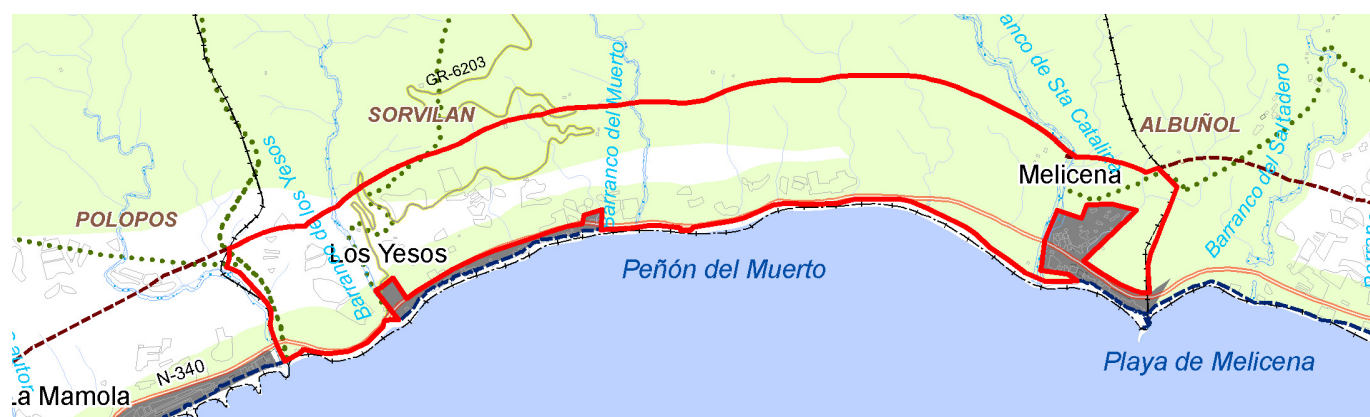 GR-6203
Barranco del Muerto
anco de Sta Catalina
SORVILAN
ALBUÑOL
Barranco del Saltadero
Barranco de los Yesos
Melicena
POLOPOS
Los Yesos
Peñón del Muerto
N-340
Playa de Melicena
La Mamola